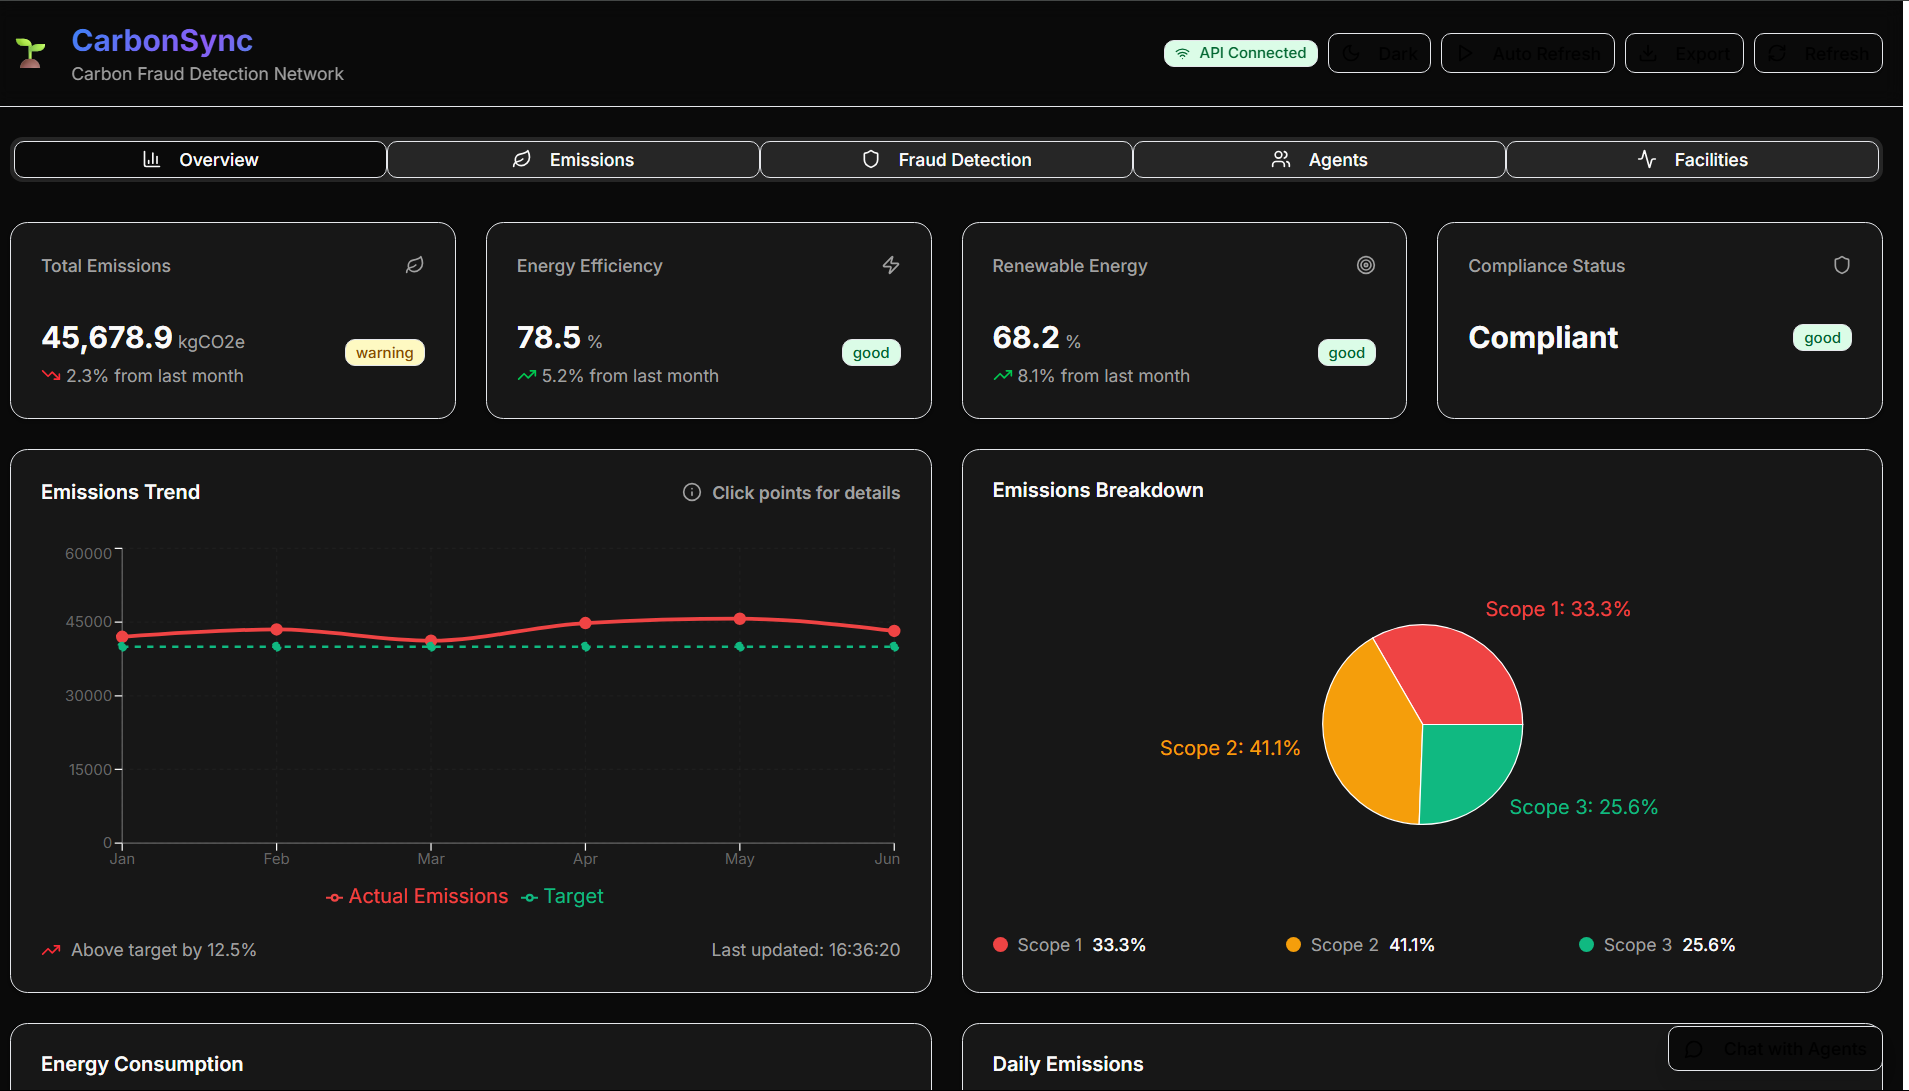 CarbonSync
Carbon Fraud Detection Network
API Connected
Dark
Auto Refresh
Export
Refresh
Overview
Emissions
Fraud Detection
Agents
Facilities
Total Emissions
45,678.9 kgCO2e
warning
2.3% from last month
Energy Efficiency
78.5 %
good
5.2% from last month
Renewable Energy
68.2 %
good
8.1% from last month
Compliance Status
Compliant
good
Emissions Trend
Click points for details
60000
45000
30000
15000
0
Jan Feb Mar Apr May Jun
Actual Emissions Target
Above target by 12.5%
Last updated: 16:36:20
Emissions Breakdown
Scope 1: 33.3%
Scope 2: 41.1%
Scope 3: 25.6%
Scope 1 33.3%
Scope 2 41.1%
Scope 3 25.6%
Energy Consumption
Daily Emissions
Chat with Agents